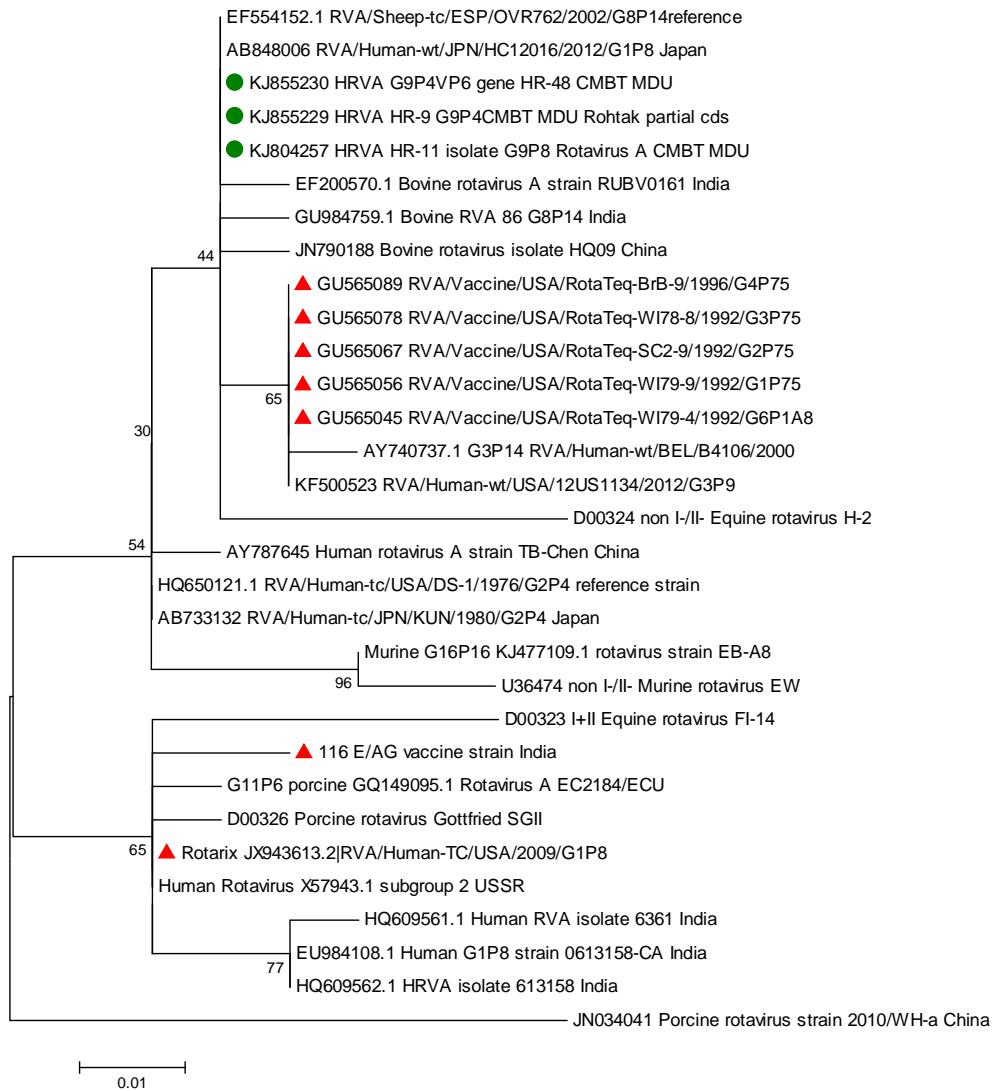 EF554152.1 RVA/Sheep-tc/ESP/OVR762/2002/G8P14reference
AB848006 RVA/Human-wt/JPN/HC12016/2012/G1P8 Japan
KJ855230 HRVA G9P4VP6 gene HR-48 CMBT MDU
KJ855229 HRVA HR-9 G9P4CMBT MDU Rohtak partial cds
KJ804257 HRVA HR-11 isolate G9P8 Rotavirus A CMBT MDU
EF200570.1 Bovine rotavirus A strain RUBV0161 India
GU984759.1 Bovine RVA 86 G8P14 India
JN790188 Bovine rotavirus isolate HQ09 China
44
GU565089 RVA/Vaccine/USA/RotaTeq-BrB-9/1996/G4P75
GU565078 RVA/Vaccine/USA/RotaTeq-WI78-8/1992/G3P75
GU565067 RVA/Vaccine/USA/RotaTeq-SC2-9/1992/G2P75
GU565056 RVA/Vaccine/USA/RotaTeq-WI79-9/1992/G1P75
65
GU565045 RVA/Vaccine/USA/RotaTeq-WI79-4/1992/G6P1A8
30
AY740737.1 G3P14 RVA/Human-wt/BEL/B4106/2000
KF500523 RVA/Human-wt/USA/12US1134/2012/G3P9
D00324 non I-/II- Equine rotavirus H-2
54
AY787645 Human rotavirus A strain TB-Chen China
HQ650121.1 RVA/Human-tc/USA/DS-1/1976/G2P4 reference strain
AB733132 RVA/Human-tc/JPN/KUN/1980/G2P4 Japan
Murine G16P16 KJ477109.1 rotavirus strain EB-A8
96
U36474 non I-/II- Murine rotavirus EW
D00323 I+II Equine rotavirus FI-14
116 E/AG vaccine strain India
G11P6 porcine GQ149095.1 Rotavirus A EC2184/ECU
D00326 Porcine rotavirus Gottfried SGII
65
Rotarix JX943613.2|RVA/Human-TC/USA/2009/G1P8
Human Rotavirus X57943.1 subgroup 2 USSR
HQ609561.1 Human RVA isolate 6361 India
EU984108.1 Human G1P8 strain 0613158-CA India
77
HQ609562.1 HRVA isolate 613158 India
JN034041 Porcine rotavirus strain 2010/WH-a China
0.01